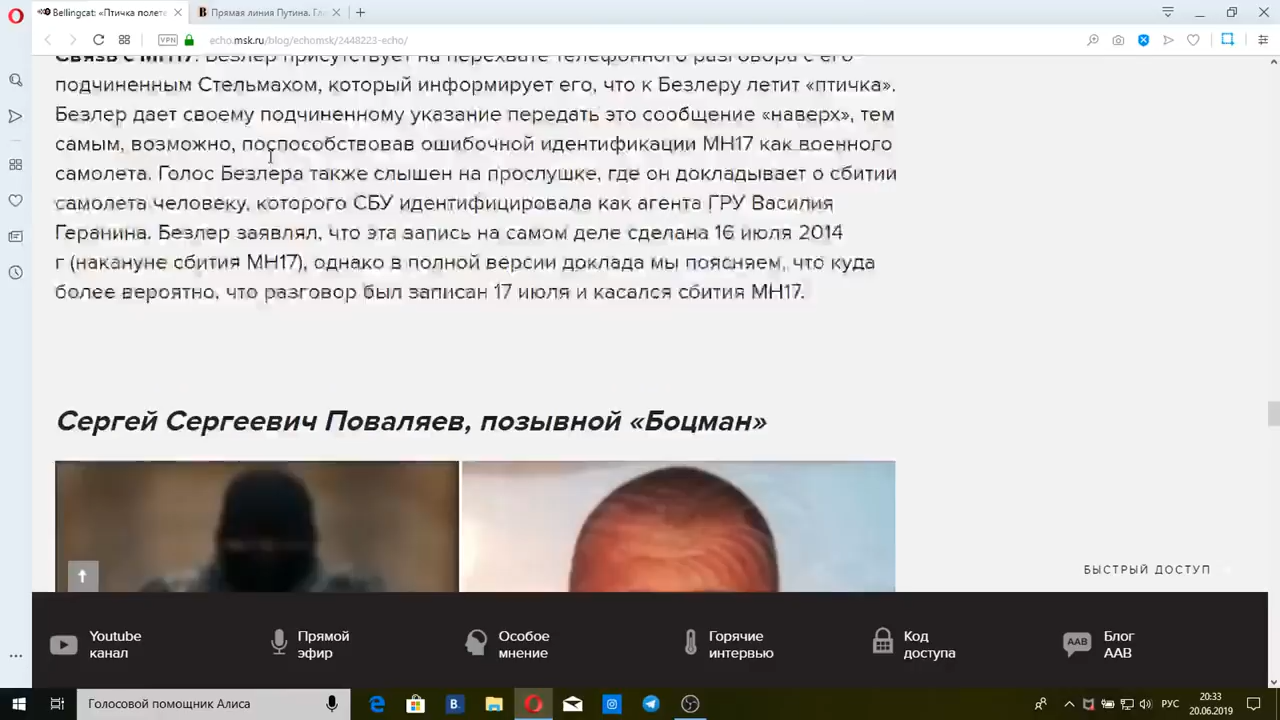 Bellingcat: «Птичка полете
Прямая линия Путина. Гл
VPN
echo.msk.ru/blog/echomsk/2448223-echo/
Связь с МН17. Безлер присутствует на перехвате телефонного разговора с его
подчиненным Стельмахом, который информирует его, что к Безлеру летит «птичка».
Безлер дает своему подчиненному указание передать это сообщение «наверх», тем
самым, возможно, поспособствовав ошибочной идентификации МН17 как военного
самолета. Голос Безлера также слышен на прослушке, где он докладывает о сбитии
самолета человеку, которого СБУ идентифицировала как агента ГРУ Василия
Геранина. Безлер заявлял, что эта запись на самом деле сделана 16 июля 2014
г (накануне сбития МН17), однако в полной версии доклада мы поясняем, что куда
более вероятно, что разговор был записан 17 июля и касался сбития МН17.
Сергей Сергеевич Поваляев, позывной «Боцман»
БЫСТРЫЙ ДОСТУП
Youtube
канал
Прямой
эфир
Особое
мнение
Горячие
интервью
Код
доступа
ААВ
Блог
ААВ
Голосовой помощник Алиса
B.
РУС
20:33
20.06.2019